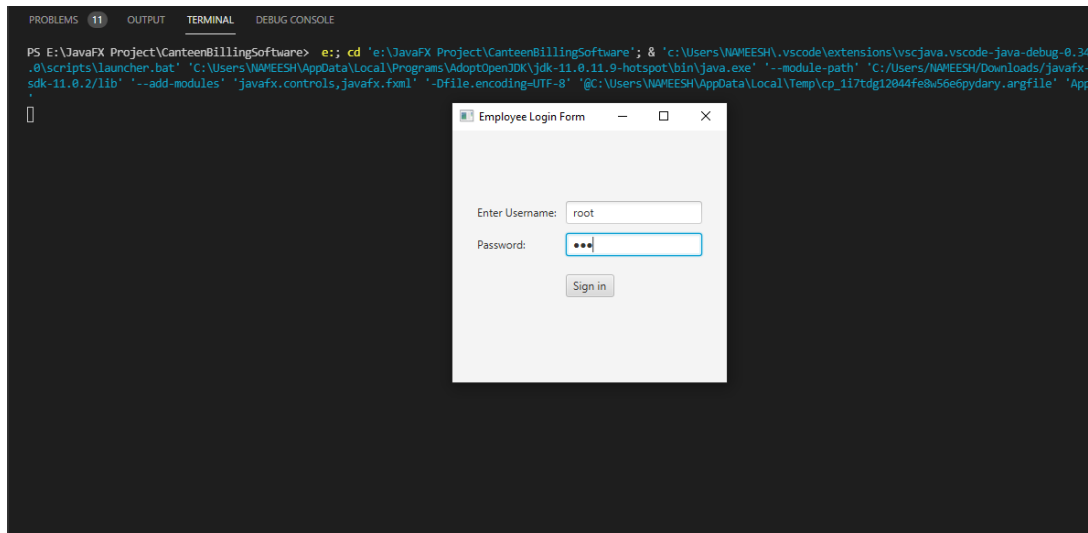 PROBLEMS 11 OUTPUT TERMINAL DEBUG CONSOLE
PS E:\JavaFX Project\CanteenBillingSoftware> e:; cd 'e:\JavaFX Project\CanteenBillingSoftware'; & 'c:\Users\NAMEESH\.vscode\extensions\vscjava.vscode-java-debug-0.34
.0\scripts\launcher.bat' 'C:\Users\NAMEESH\AppData\Local\Programs\AdoptOpenJDK\jdk-11.0.11.9-hotspot\bin\java.exe' '--module-path' 'C:/Users/NAMEESH/Downloads/javafx-
sdk-11.0.2/lib' '--add-modules' 'javafx.controls,javafx.fxml' '-Dfile.encoding=UTF-8' '@C:\Users\NAMEESH\AppData\Local\Temp\cp_1i7tdg12044fe8w56e6pydary.argfile' 'App
'
Employee Login Form
Enter Username: root
Password: •••
Sign in